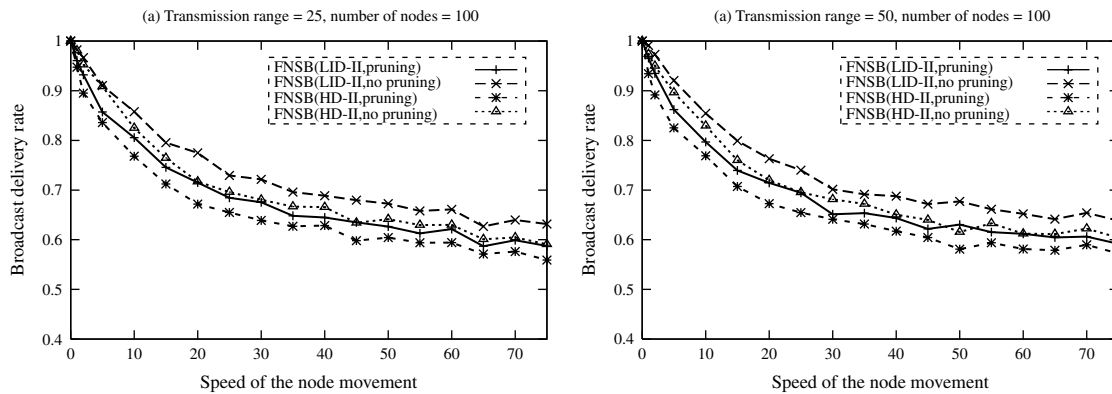 (a) Transmission range = 25, number of nodes = 100
1
0.9
0.8
0.7
0.6
0.5
0.4
Broadcast delivery rate
FNSB(LID-II,pruning)
FNSB(LID-II,no pruning)
FNSB(HD-II,pruning)
FNSB(HD-II,no pruning)
0 10 20 30 40 50 60 70
Speed of the node movement
(a) Transmission range = 50, number of nodes = 100
1
0.9
0.8
0.7
0.6
0.5
0.4
Broadcast delivery rate
FNSB(LID-II,pruning)
FNSB(LID-II,no pruning)
FNSB(HD-II,pruning)
FNSB(HD-II,no pruning)
0 10 20 30 40 50 60 70
Speed of the node movement